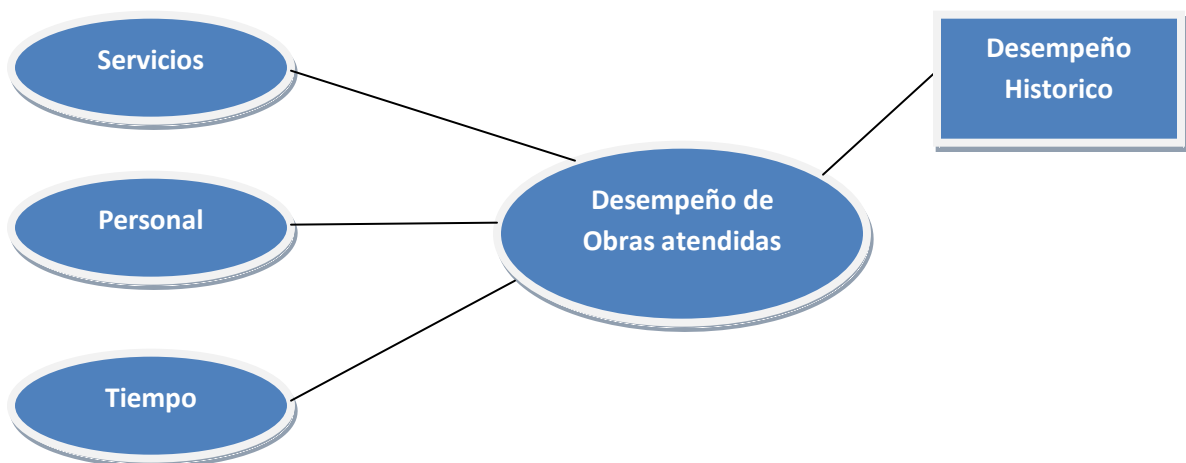 Servicios
Personal
Tiempo
Desempeño de
Obras atendidas
Desempeño
Historico